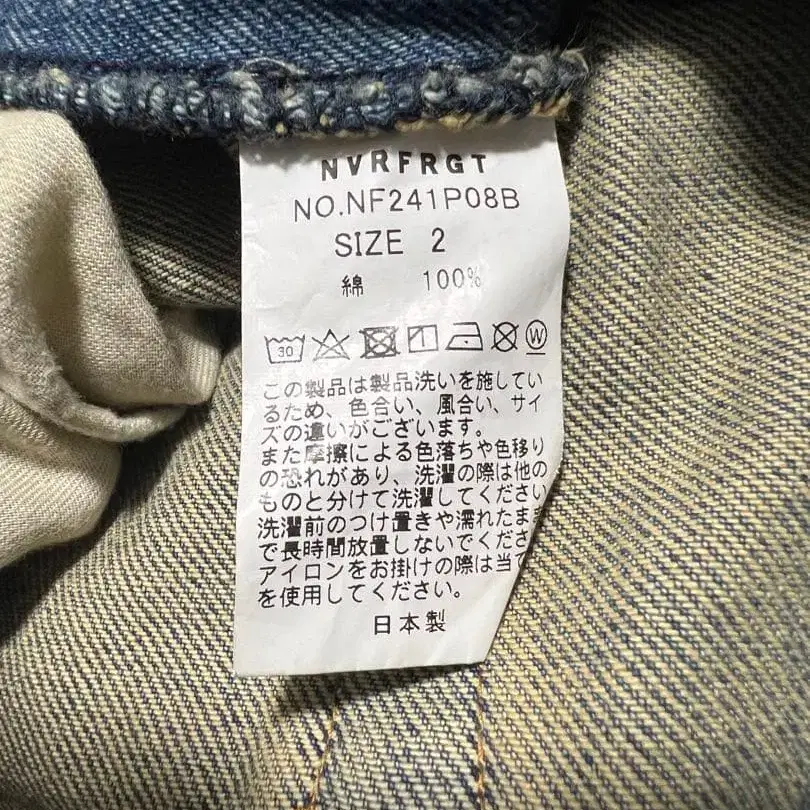 NVRFRGT
NO.NF241P08B
SIZE 2
綿 100%
30 W
この製品は製品洗いを施してい
るため、色合い、風合い、サイ
ズの違いがございます。
また摩擦による色落ちや色移り
の恐れがあり、洗濯の際は他の
ものと分けて洗濯してください
洗濯前のつけ置きや濡れたまま
で長時間放置しないでくださ
アイロンをお掛けの際は当て
を使用してください。
日本製